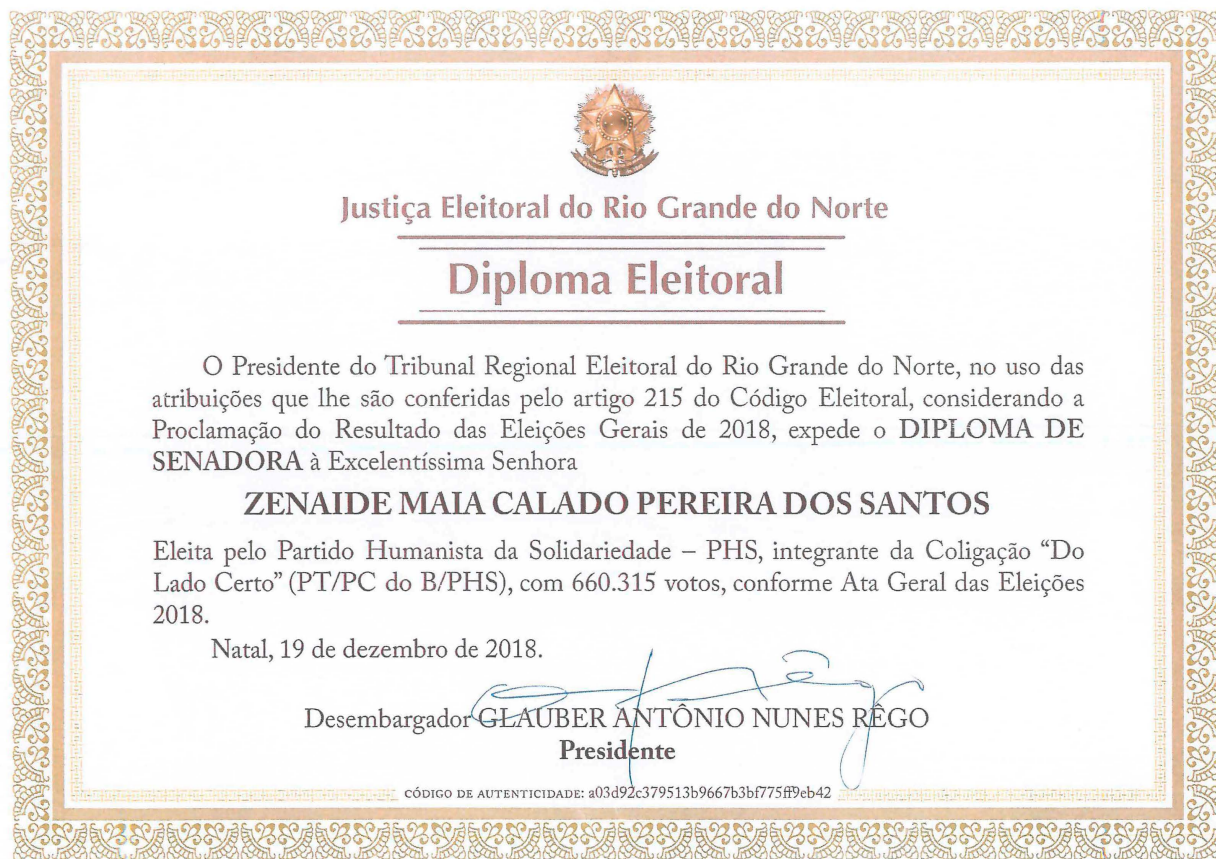 Justiça Eleitoral do Rio Grande do Norte
Diploma Eleitoral
O Presidente do Tribunal Regional Eleitoral do Rio Grande do Norte, no uso das
atribuições que lhe são conferidas pelo artigo 215 do Código Eleitoral, considerando a
Proclamação do Resultado das Eleições Gerais de 2018, expede o DIPLOMA DE
SENADORA à Excelentíssima Senhora
ZENAIDE MAIA CALADO PEREIRA DOS SANTOS
Eleita pelo Partido Humanista da Solidariedade – PHS, integrante da Coligação “Do
Lado Certo” (PT/PC do B/PHS), com 660.315 votos, conforme Ata Geral das Eleições
2018.
Natal, 19 de dezembro de 2018.
Desembargador GLAUBER ANTÔNIO NUNES RÊGO
Presidente
CÓDIGO DE AUTENTICIDADE: a03d92c379513b9667b3bf775ff9eb42